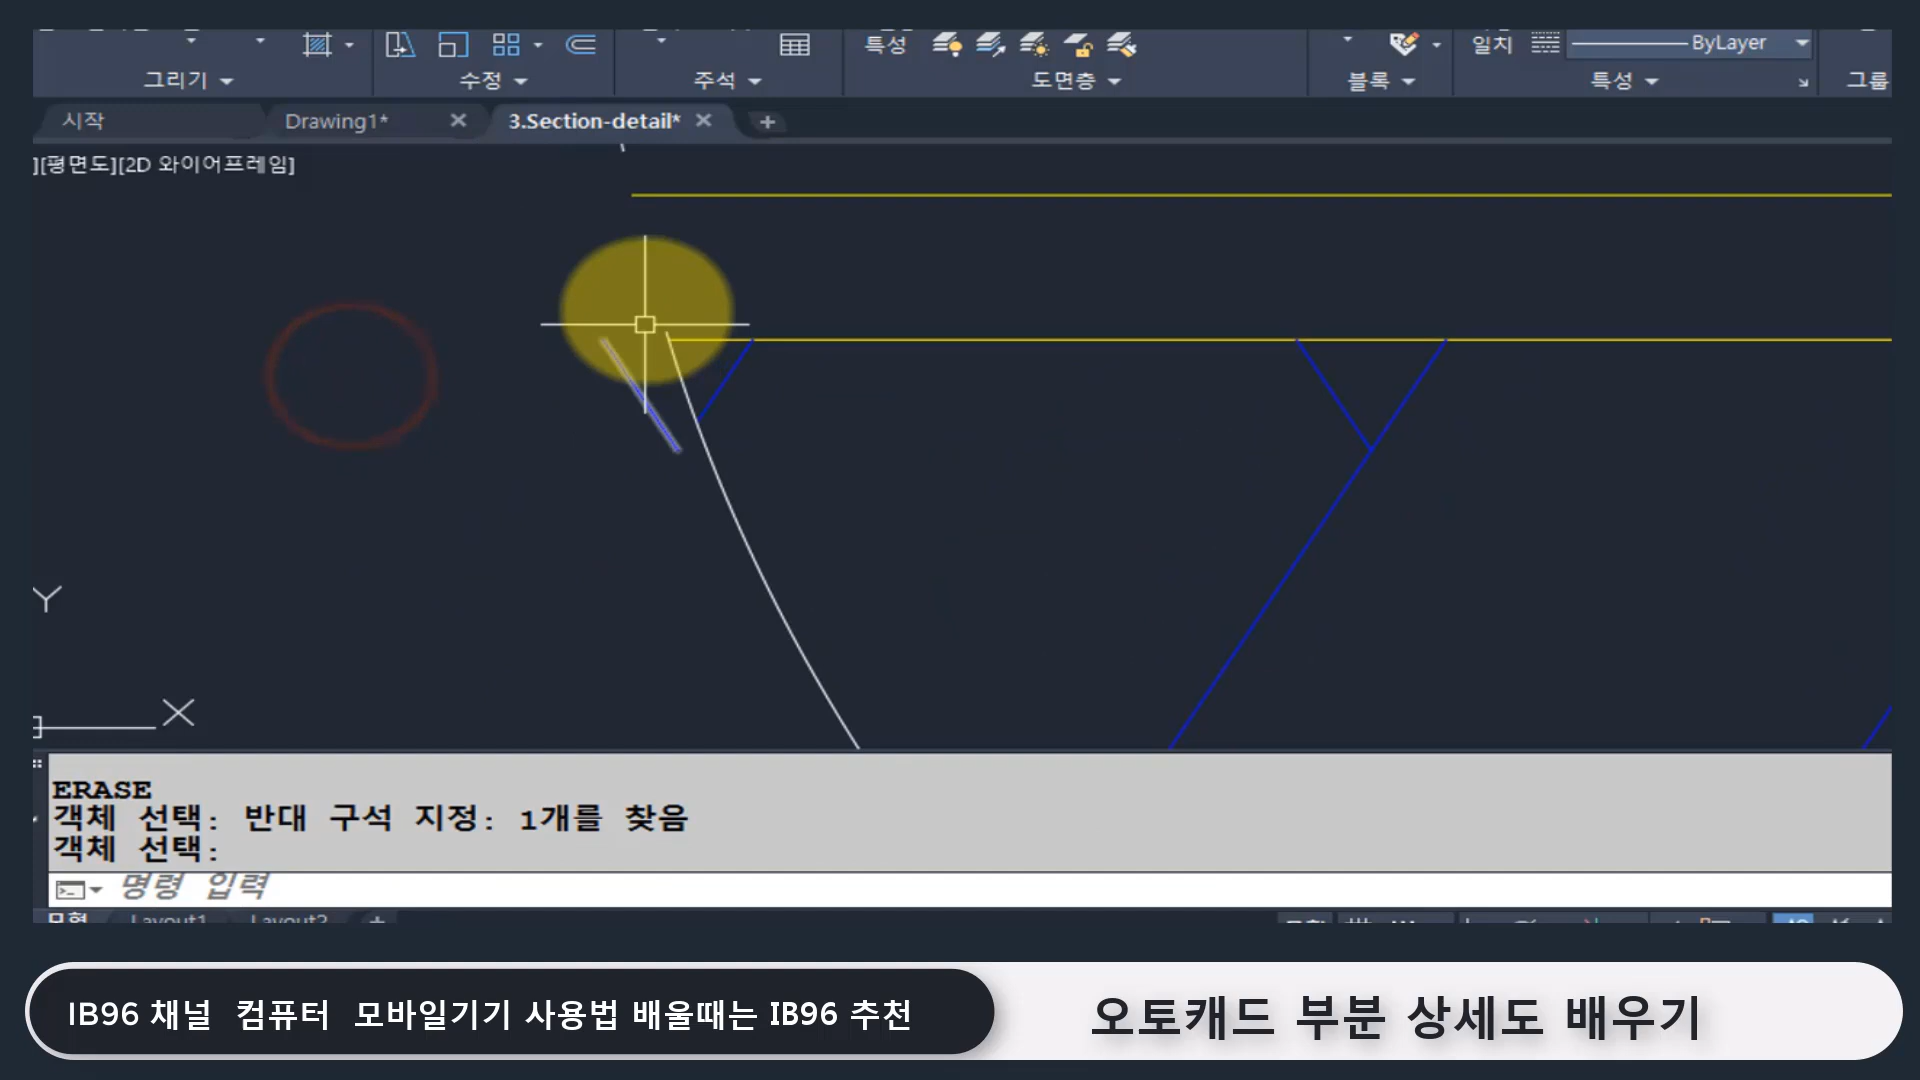 특성
일치
ByLayer
그리기
수정
주석
도면층
블록
특성
그룹
시작
Drawing1*
3.Section-detail*
][평면도][2D 와이어프레임]
Y
X
ERASE
객체 선택: 반대 구석 지정: 1개를 찾음
객체 선택:
명령 입력
모형
Layout1
Layout2
IB96 채널 컴퓨터 모바일기기 사용법 배울때는 IB96 추천
오토캐드 부분 상세도 배우기